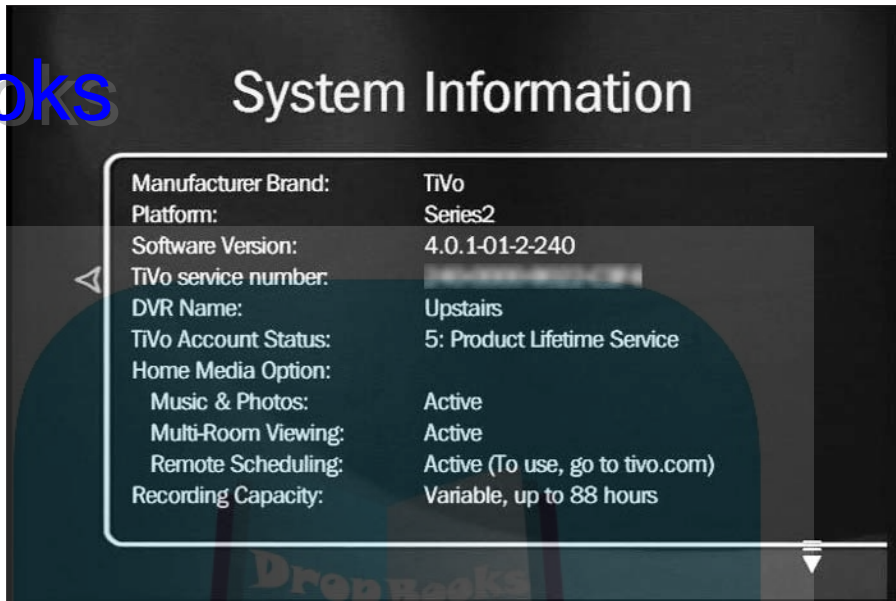 oks
System Information
Manufacturer Brand: TiVo
Platform: Series2
Software Version: 4.0.1-01-2-240
TiVo service number:
DVR Name: Upstairs
TiVo Account Status: 5: Product Lifetime Service
Home Media Option:
Music & Photos: Active
Multi-Room Viewing: Active
Remote Scheduling: Active (To use, go to tivo.com)
Recording Capacity: Variable, up to 88 hours
DropBooks